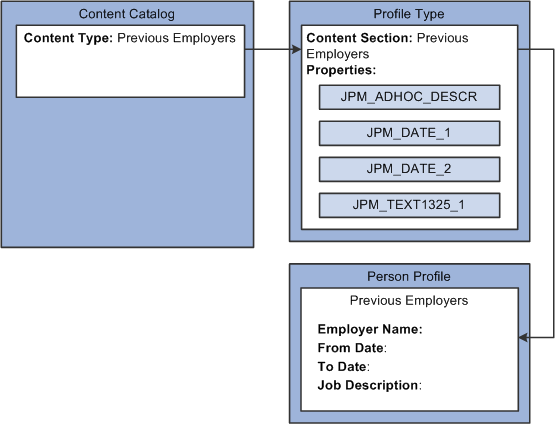 Content Catalog
Content Type: Previous Employers
Profile Type
Content Section: Previous
Employers
Properties:
JPM_ADHOC_DESCR
JPM_DATE_1
JPM_DATE_2
JPM_TEXT1325_1
Person Profile
Previous Employers
Employer Name:
From Date:
To Date:
Job Description: